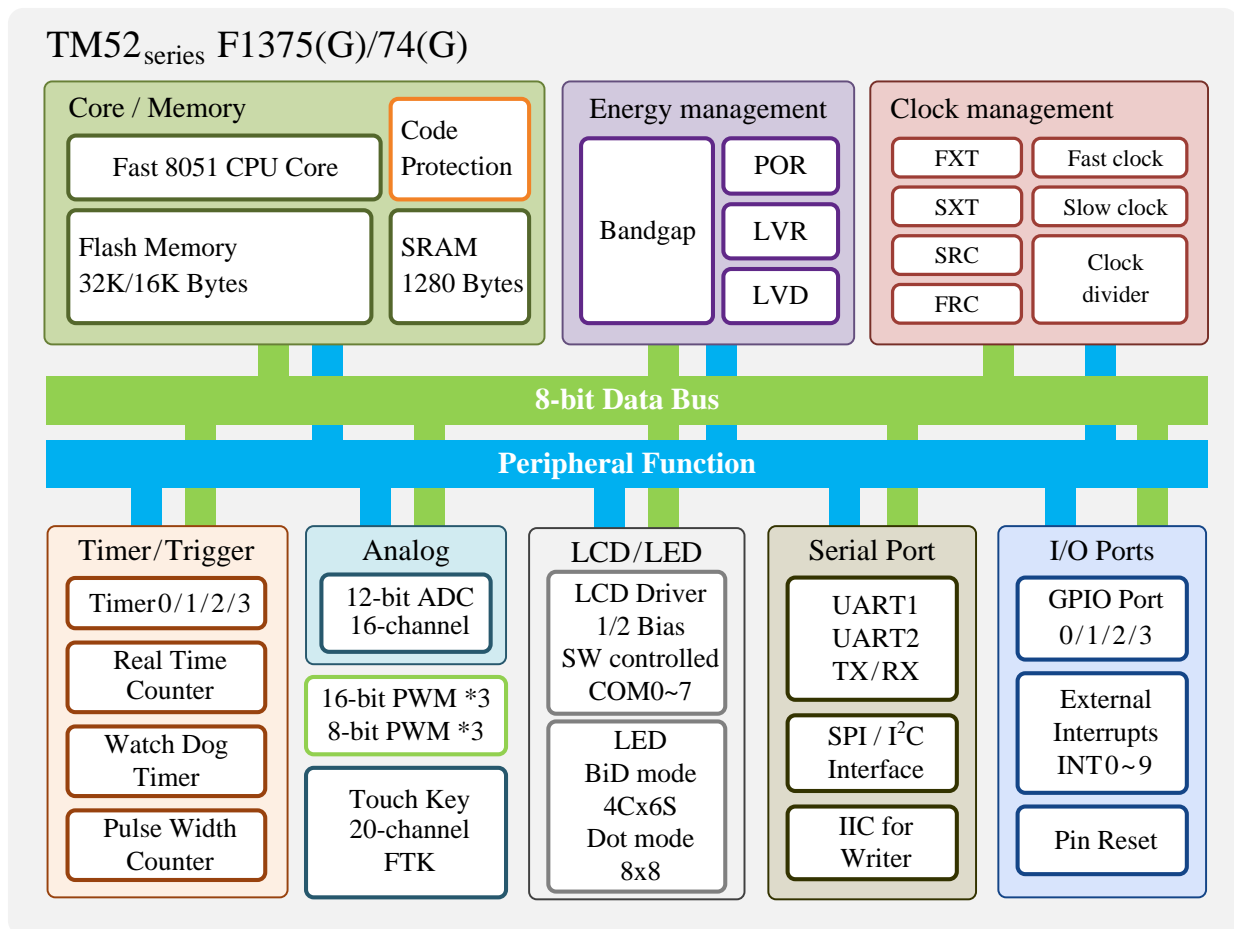 TM52series F1375(G)/74(G)
Core / Memory
Fast 8051 CPU Core
Code
Protection
Flash Memory
32K/16K Bytes
SRAM
1280 Bytes
Energy management
Bandgap
POR
LVR
LVD
Clock management
FXT
SXT
SRC
FRC
Fast clock
Slow clock
Clock
divider
8-bit Data Bus
Peripheral Function
Timer/Trigger
Timer0/1/2/3
Real Time
Counter
Watch Dog
Timer
Pulse Width
Counter
Analog
12-bit ADC
16-channel
16-bit PWM *3
8-bit PWM *3
Touch Key
20-channel
FTK
LCD/LED
LCD Driver
1/2 Bias
SW controlled
COM0~7
LED
BiD mode
4Cx6S
Dot mode
8x8
Serial Port
UART1
UART2
TX/RX
SPI / I²C
Interface
IIC for
Writer
I/O Ports
GPIO Port
0/1/2/3
External
Interrupts
INT0~9
Pin Reset